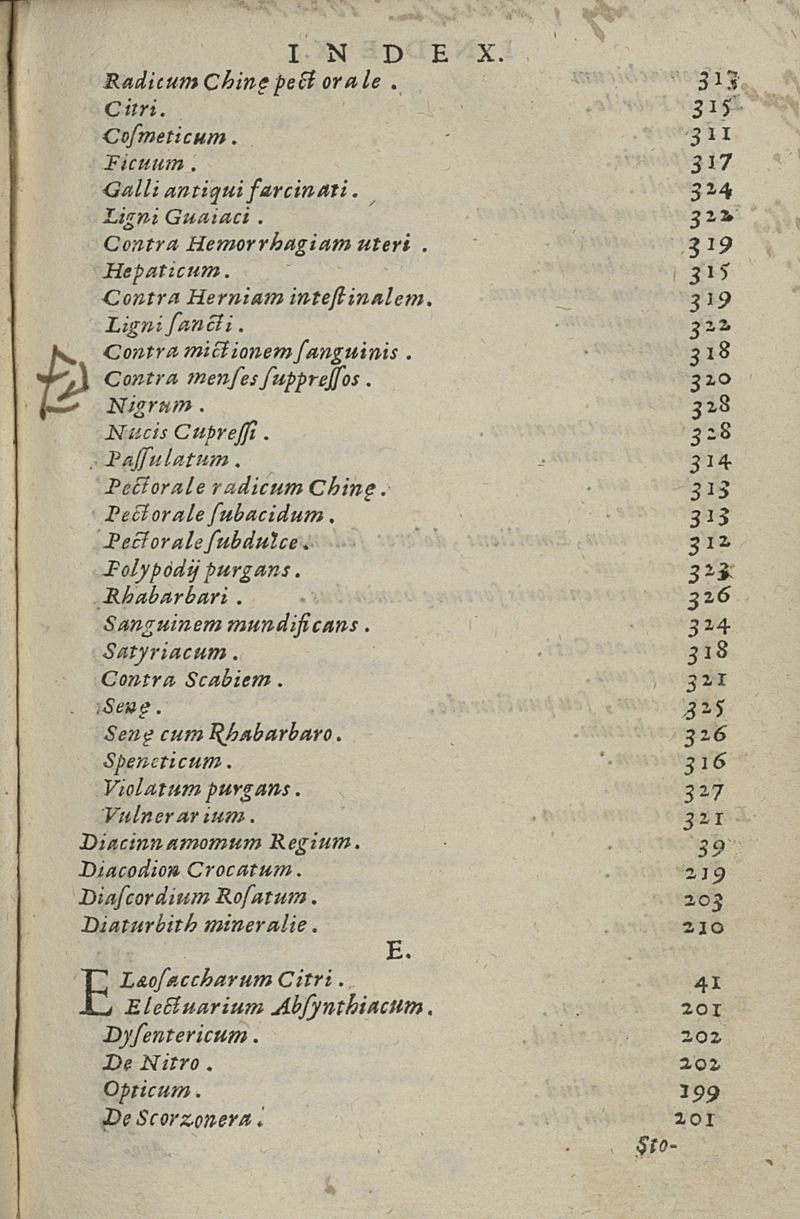 INDEX.
Radicum Chinę pectorale . 313
Citri. 315
Coſmeticum . 311
Ficuum . 317
Galli antiqui farcinati . 324
Ligni Guaiaci . 322
Contra Hemorrhagiam uteri . 319
Hepaticum . 315
Contra Herniam inteſtinalem. 319
Ligni ſancti . 322
Contra mictionem ſanguinis . 318
Contra menſes ſuppreſſos . 320
Nigrum . 328
Nucis Cupreſſi . 328
Paſſulatum . 314
Pectorale radicum Chinę . 313
Pectorale ſubacidum . 313
Pectorale ſubdulce . 312
Polypodij purgans . 323
Rhabarbari . 326
Sanguinem mundificans . 324
Satyriacum . 318
Contra Scabiem . 321
Senę . 325
Senę cum Rhabarbaro . 326
Speneticum . 316
Violatum purgans . 327
Vulnerarium . 321
Diacinnamomum Regium. 39
Diacodion Crocatum . 219
Diaſcordium Roſatum . 203
Diaturbith mineralie . 210
E.
ELæoſaccharum Citri . 41
Electuarium Abſynthiacum . 201
Dyſentericum . 202
De Nitro . 202
Opticum . 199
De Scorzonera . 201
Sto-